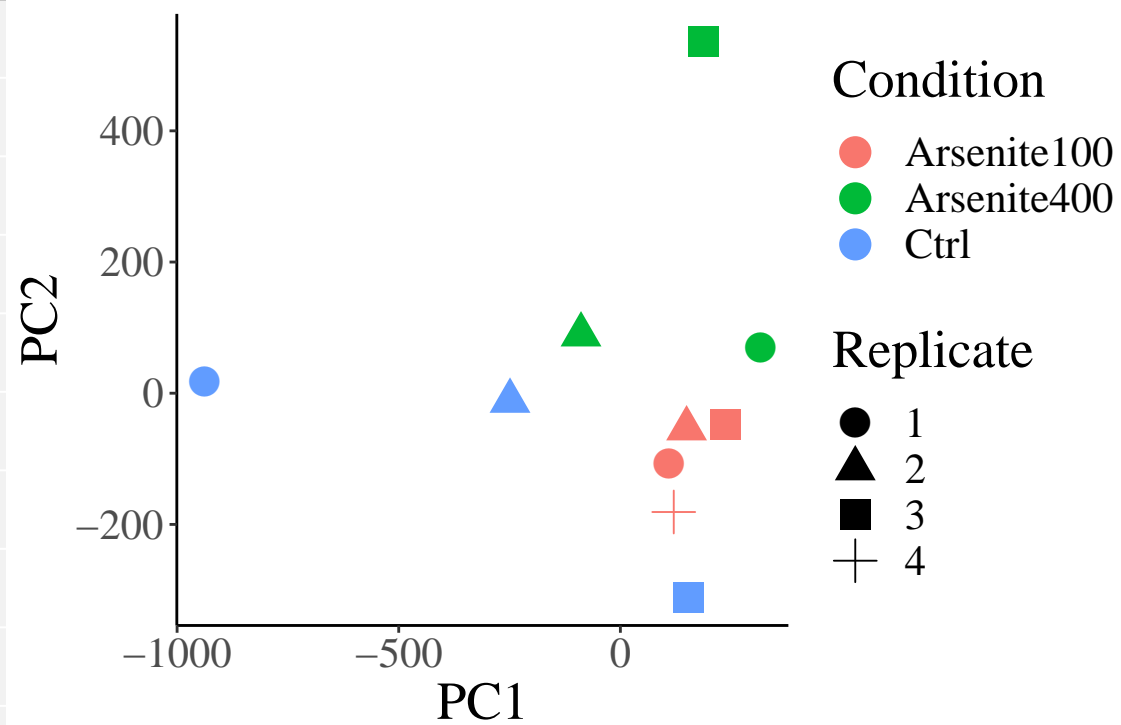 400
200
0
−200
PC2
−1000
−500
0
PC1
Condition
Arsenite100
Arsenite400
Ctrl
Replicate
1
2
3
4